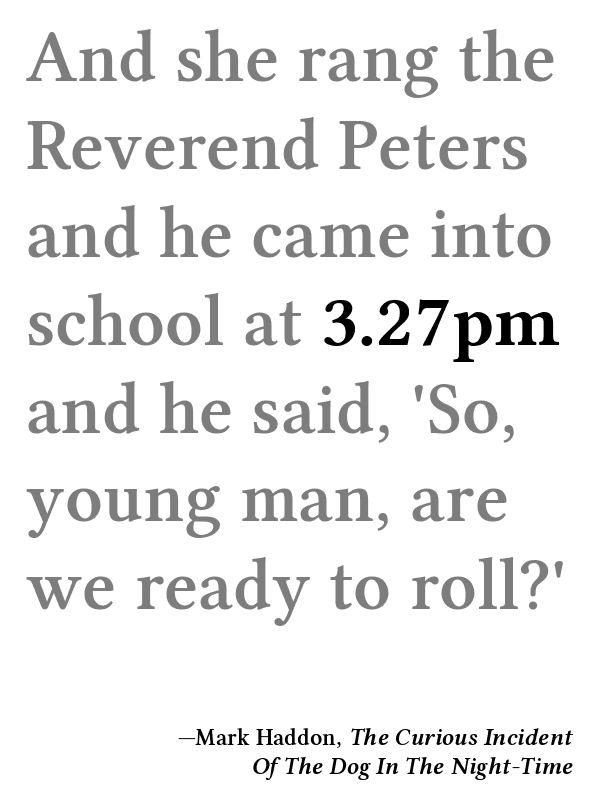 And she rang the
Reverend Peters
and he came into
school at 3.27pm
and he said, 'So,
young man, are
we ready to roll?'
—Mark Haddon, The Curious Incident
Of The Dog In The Night-Time